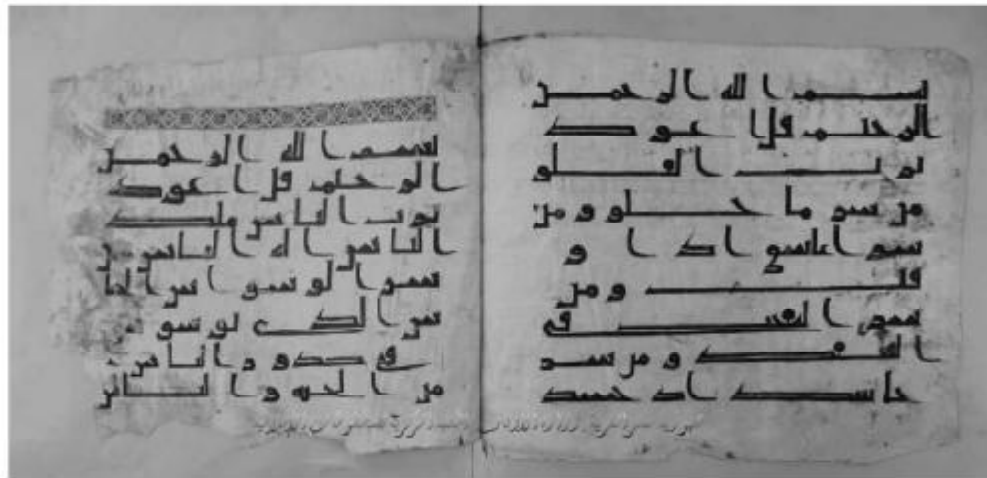 بسم الله الرحمن
الرحيم قل اعوذ
برب الفلق
من شر ما خلق ومن
شر غاسق اذا و
قب ومن
شر النفثت في
العقد ومن شر
حاسد اذا حسد
بسم الله الرحمن
الرحيم قل اعوذ
برب الناس ملك
الناس اله الناس من
شر الوسواس الخنا
س الذي يوسوس
في صدور الناس
من الجنه والناس